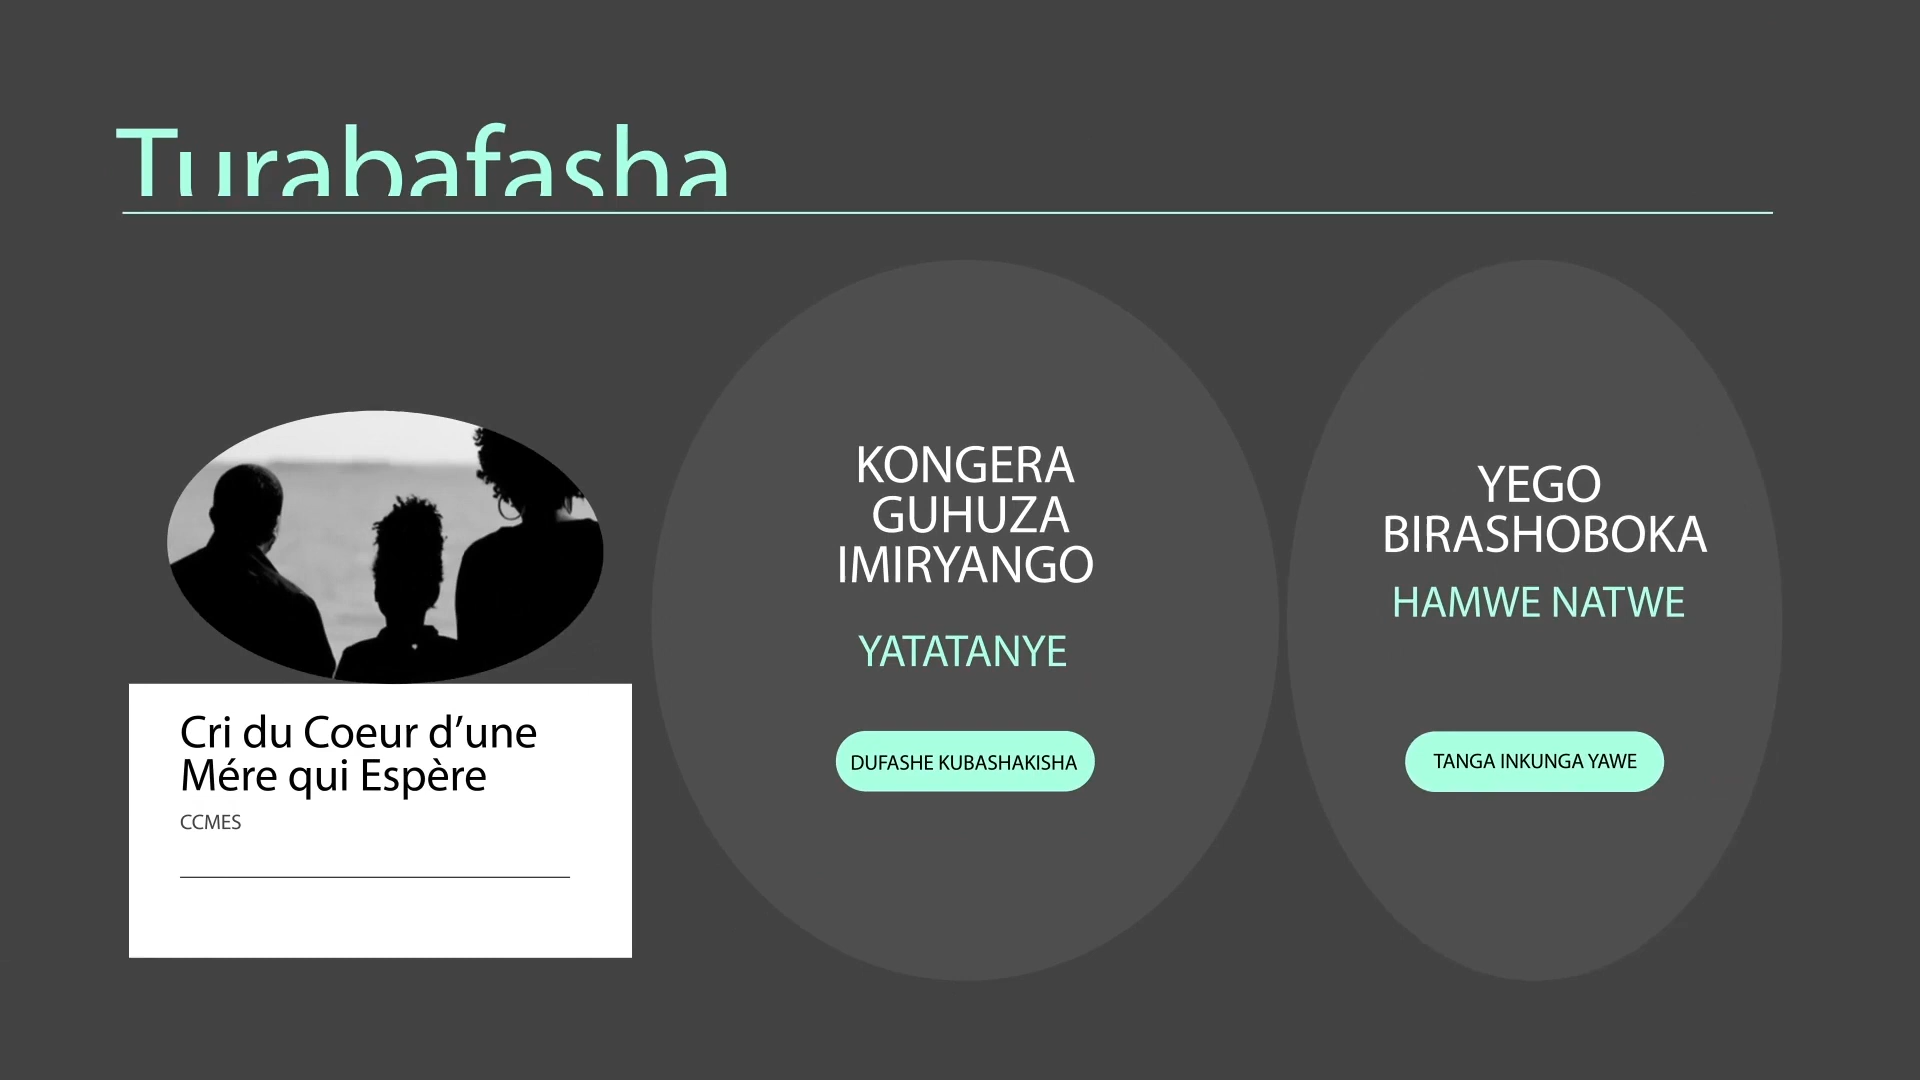 Turabafasha
Cri du Coeur d’une
Mére qui Espère
CCMES
KONGERA
GUHUZA
IMIRYANGO
YATATANYE
DUFASHE KUBASHAKISHA
YEGO
BIRASHOBOKA
HAMWE NATWE
TANGA INKUNGA YAWE